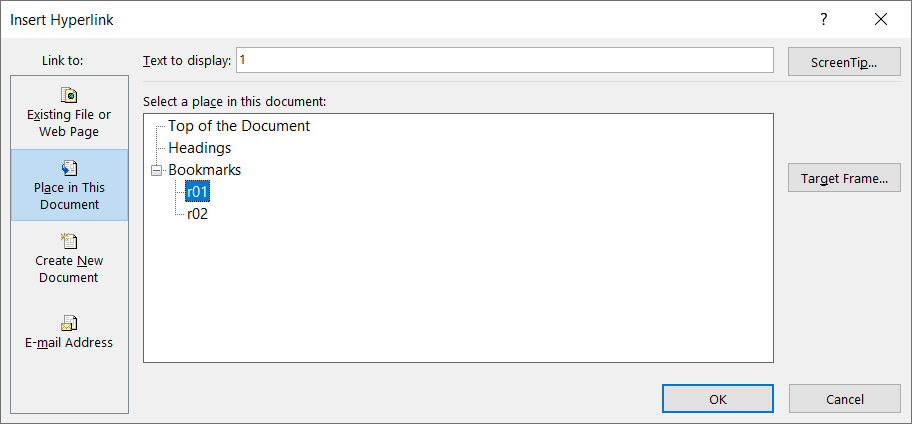 Insert Hyperlink
?
Link to:
Text to display: 1
ScreenTip...
Existing File or
Web Page
Place in This
Document
Create New
Document
E-mail Address
Select a place in this document:
Top of the Document
Headings
Bookmarks
r01
r02
Target Frame...
OK
Cancel